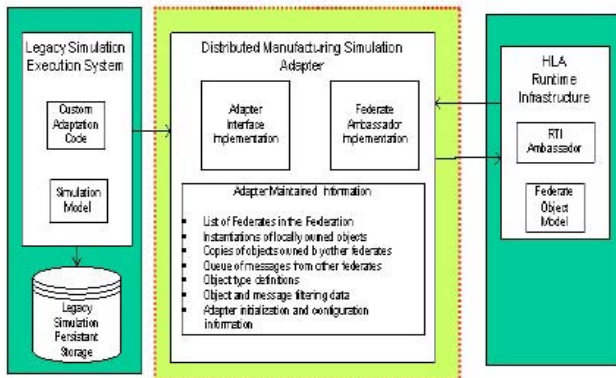 Legacy Simulation
Execution System
Custom
Adaptation
Code
Simulation
Model
Legacy
Simulation
Persistant
Storage
Distributed Manufacturing Simulation
Adapter
Adapter
Interface
Implementation
Federate
Ambassador
Implementation
Adapter Maintained Information
List of Federates in the Federation
Instantiations of locally owned objects
Copies of objects owned by other federates
Queue of messages from other federates
Object type definitions
Object and message filtering data
Adapter initialization and configuration
information
HLA
Runtime
Infrastructure
RTI
Ambassador
Federate
Object
Model